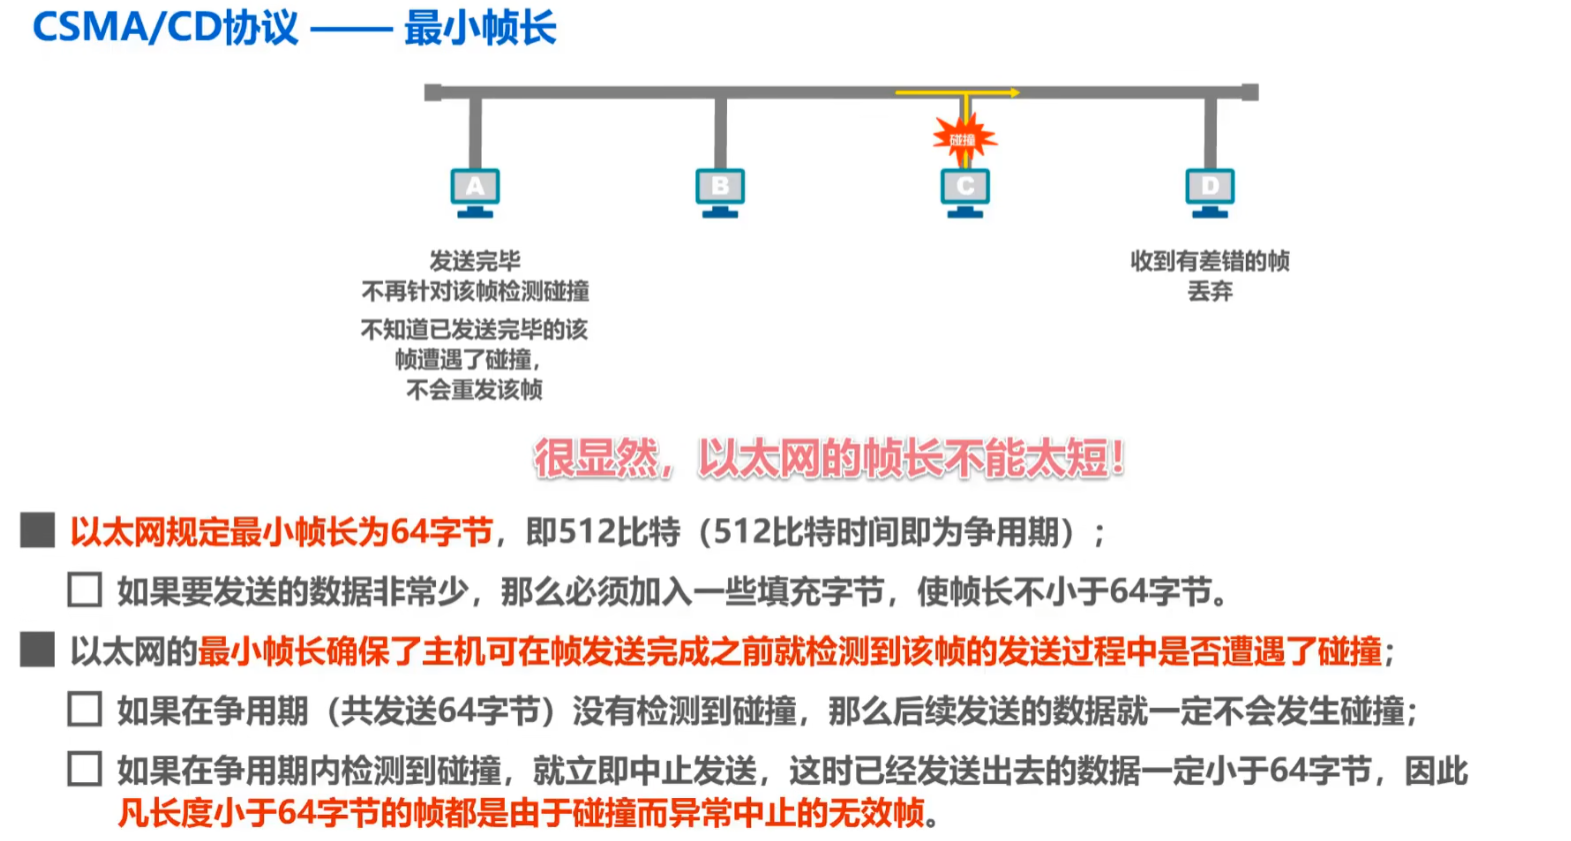 CSMA/CD协议 —— 最小帧长
碰撞
A
B
C
D
发送完毕
不再针对该帧检测碰撞
不知道已发送完毕的该
帧遭遇了碰撞，
不会重发该帧
收到有差错的帧
丢弃
很显然，以太网的帧长不能太短！
以太网规定最小帧长为64字节，即512比特（512比特时间即为争用期）；
如果要发送的数据非常少，那么必须加入一些填充字节，使帧长不小于64字节。
以太网的最小帧长确保了主机可在帧发送完成之前就检测到该帧的发送过程中是否遭遇了碰撞；
如果在争用期（共发送64字节）没有检测到碰撞，那么后续发送的数据就一定不会发生碰撞；
如果在争用期内检测到碰撞，就立即中止发送，这时已经发送出去的数据一定小于64字节，因此
凡长度小于64字节的帧都是由于碰撞而异常中止的无效帧。